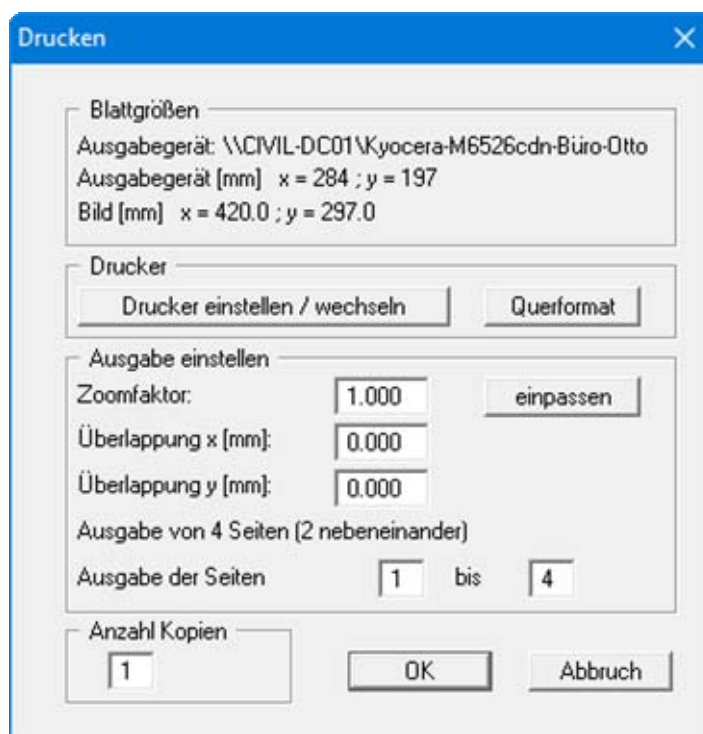 Drucken
Blattgrößen
Ausgabegerät: \\CIVIL-DC01\Kyocera-M6526cdn-Büro-Otto
Ausgabegerät [mm] x = 284 ; y = 197
Bild [mm] x = 420.0 ; y = 297.0
Drucker
Drucker einstellen / wechseln Querformat
Ausgabe einstellen
Zoomfaktor: 1.000 einpassen
Überlappung x [mm]: 0.000
Überlappung y [mm]: 0.000
Ausgabe von 4 Seiten (2 nebeneinander)
Ausgabe der Seiten 1 bis 4
Anzahl Kopien
1 OK Abbruch